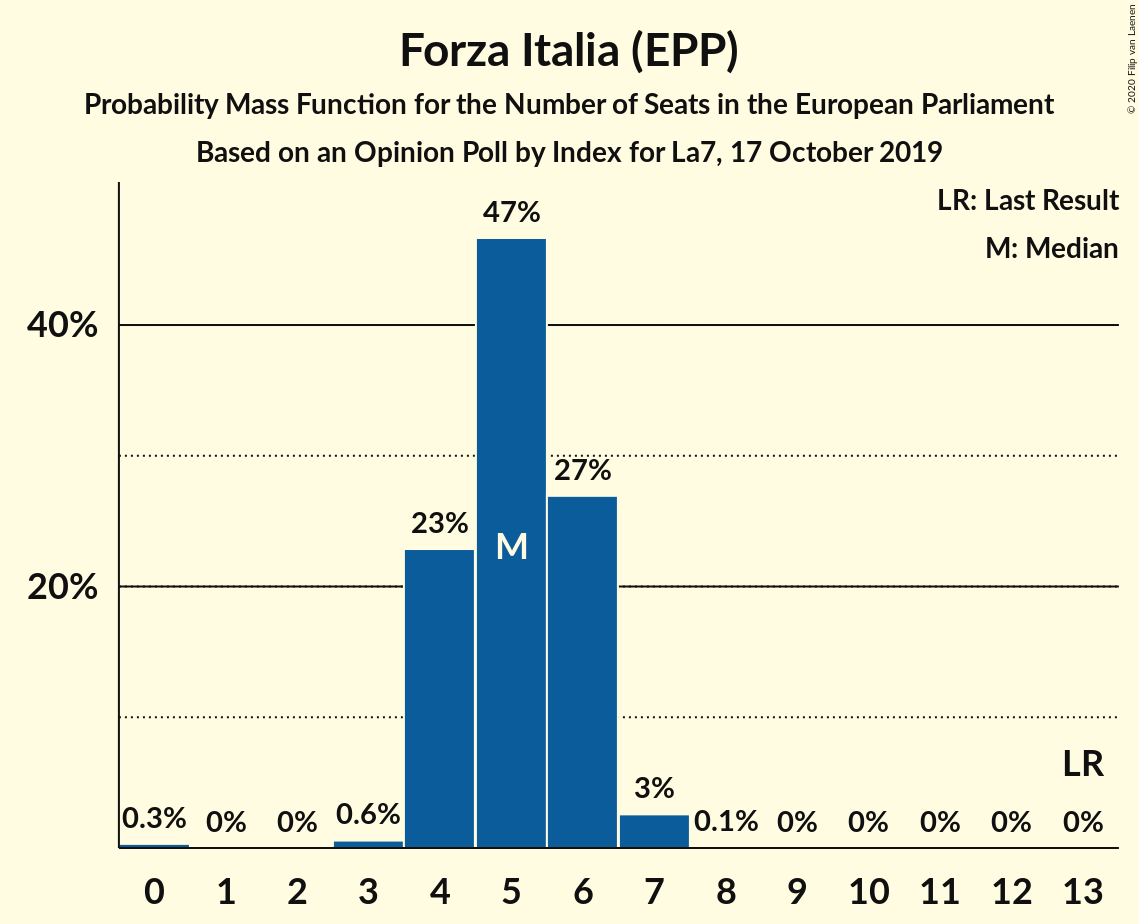 Forza Italia (EPP)
Probability Mass Function for the Number of Seats in the European Parliament
Based on an Opinion Poll by Index for La7, 17 October 2019
© 2020 Filip van Laenen
LR: Last Result
M: Median
47%
40%
27%
23%
M
20%
LR
3%
0.3% 0% 0% 0.6% 0.1% 0% 0% 0% 0% 0%
0 1 2 3 4 5 6 7 8 9 10 11 12 13